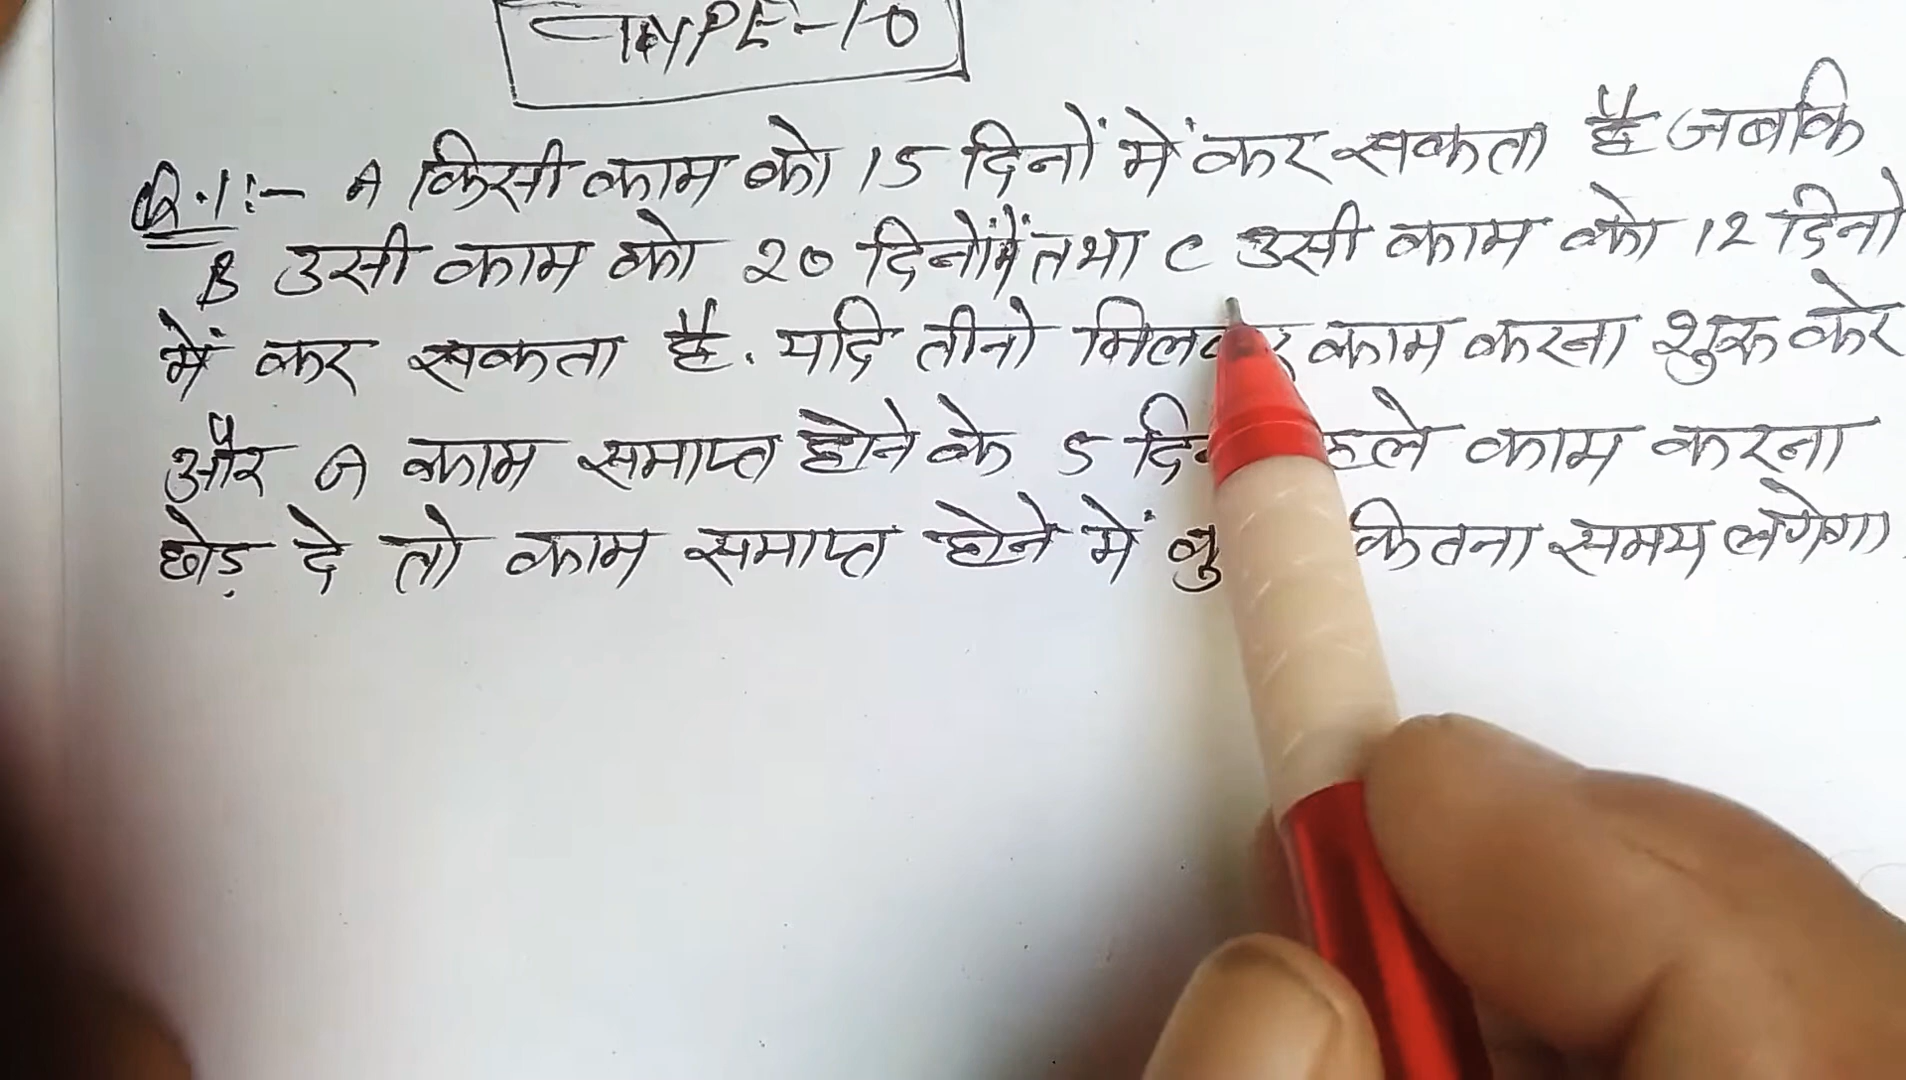 TYPE-10
Q.1:- A किसी काम को 15 दिनों में कर सकता है जबकि
B उसी काम को 20 दिनों में तथा C उसी काम को 12 दिनो
में कर सकता है. यदि तीनो काम करना शुरू करे
और A काम समाप्त होने के 5 काम करना
छोड़ दे तो काम समाप्त होने में कितना समय लगेगा